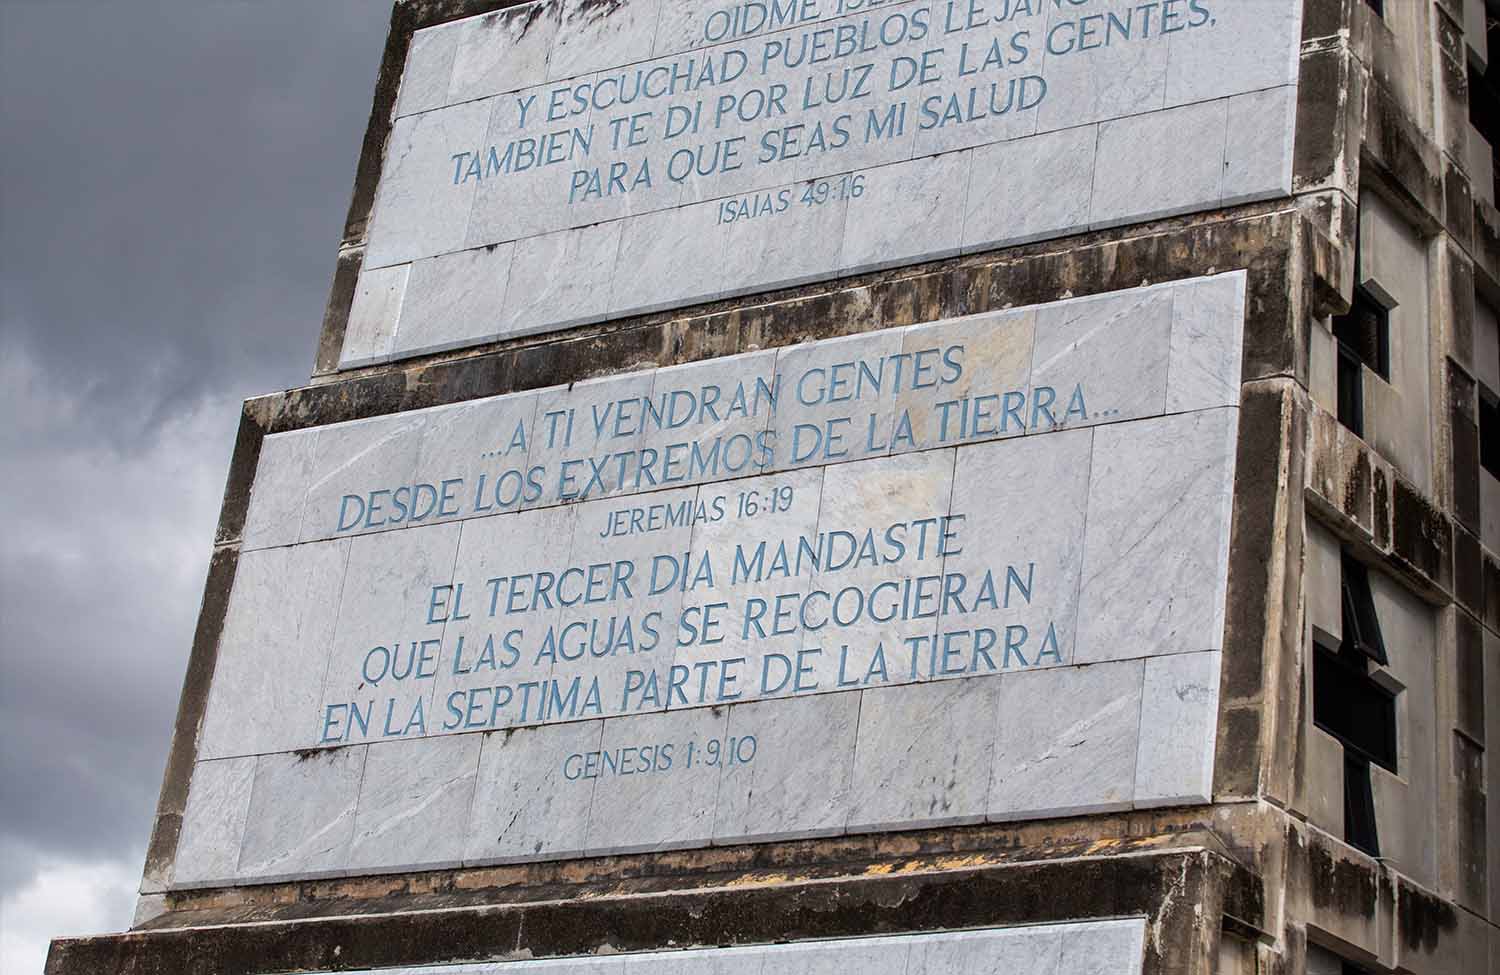 OIDME
Y ESCUCHAD PUEBLOS
TAMBIEN TE DI POR LUZ DE LAS GENTES,
PARA QUE SEAS MI SALUD
ISAIAS 49:1,6
...A TI VENDRAN GENTES
DESDE LOS EXTREMOS DE LA TIERRA...
JEREMIAS 16:19
EL TERCER DIA MANDASTE
QUE LAS AGUAS SE RECOGIERAN
EN LA SEPTIMA PARTE DE LA TIERRA
GENESIS 1:9,10